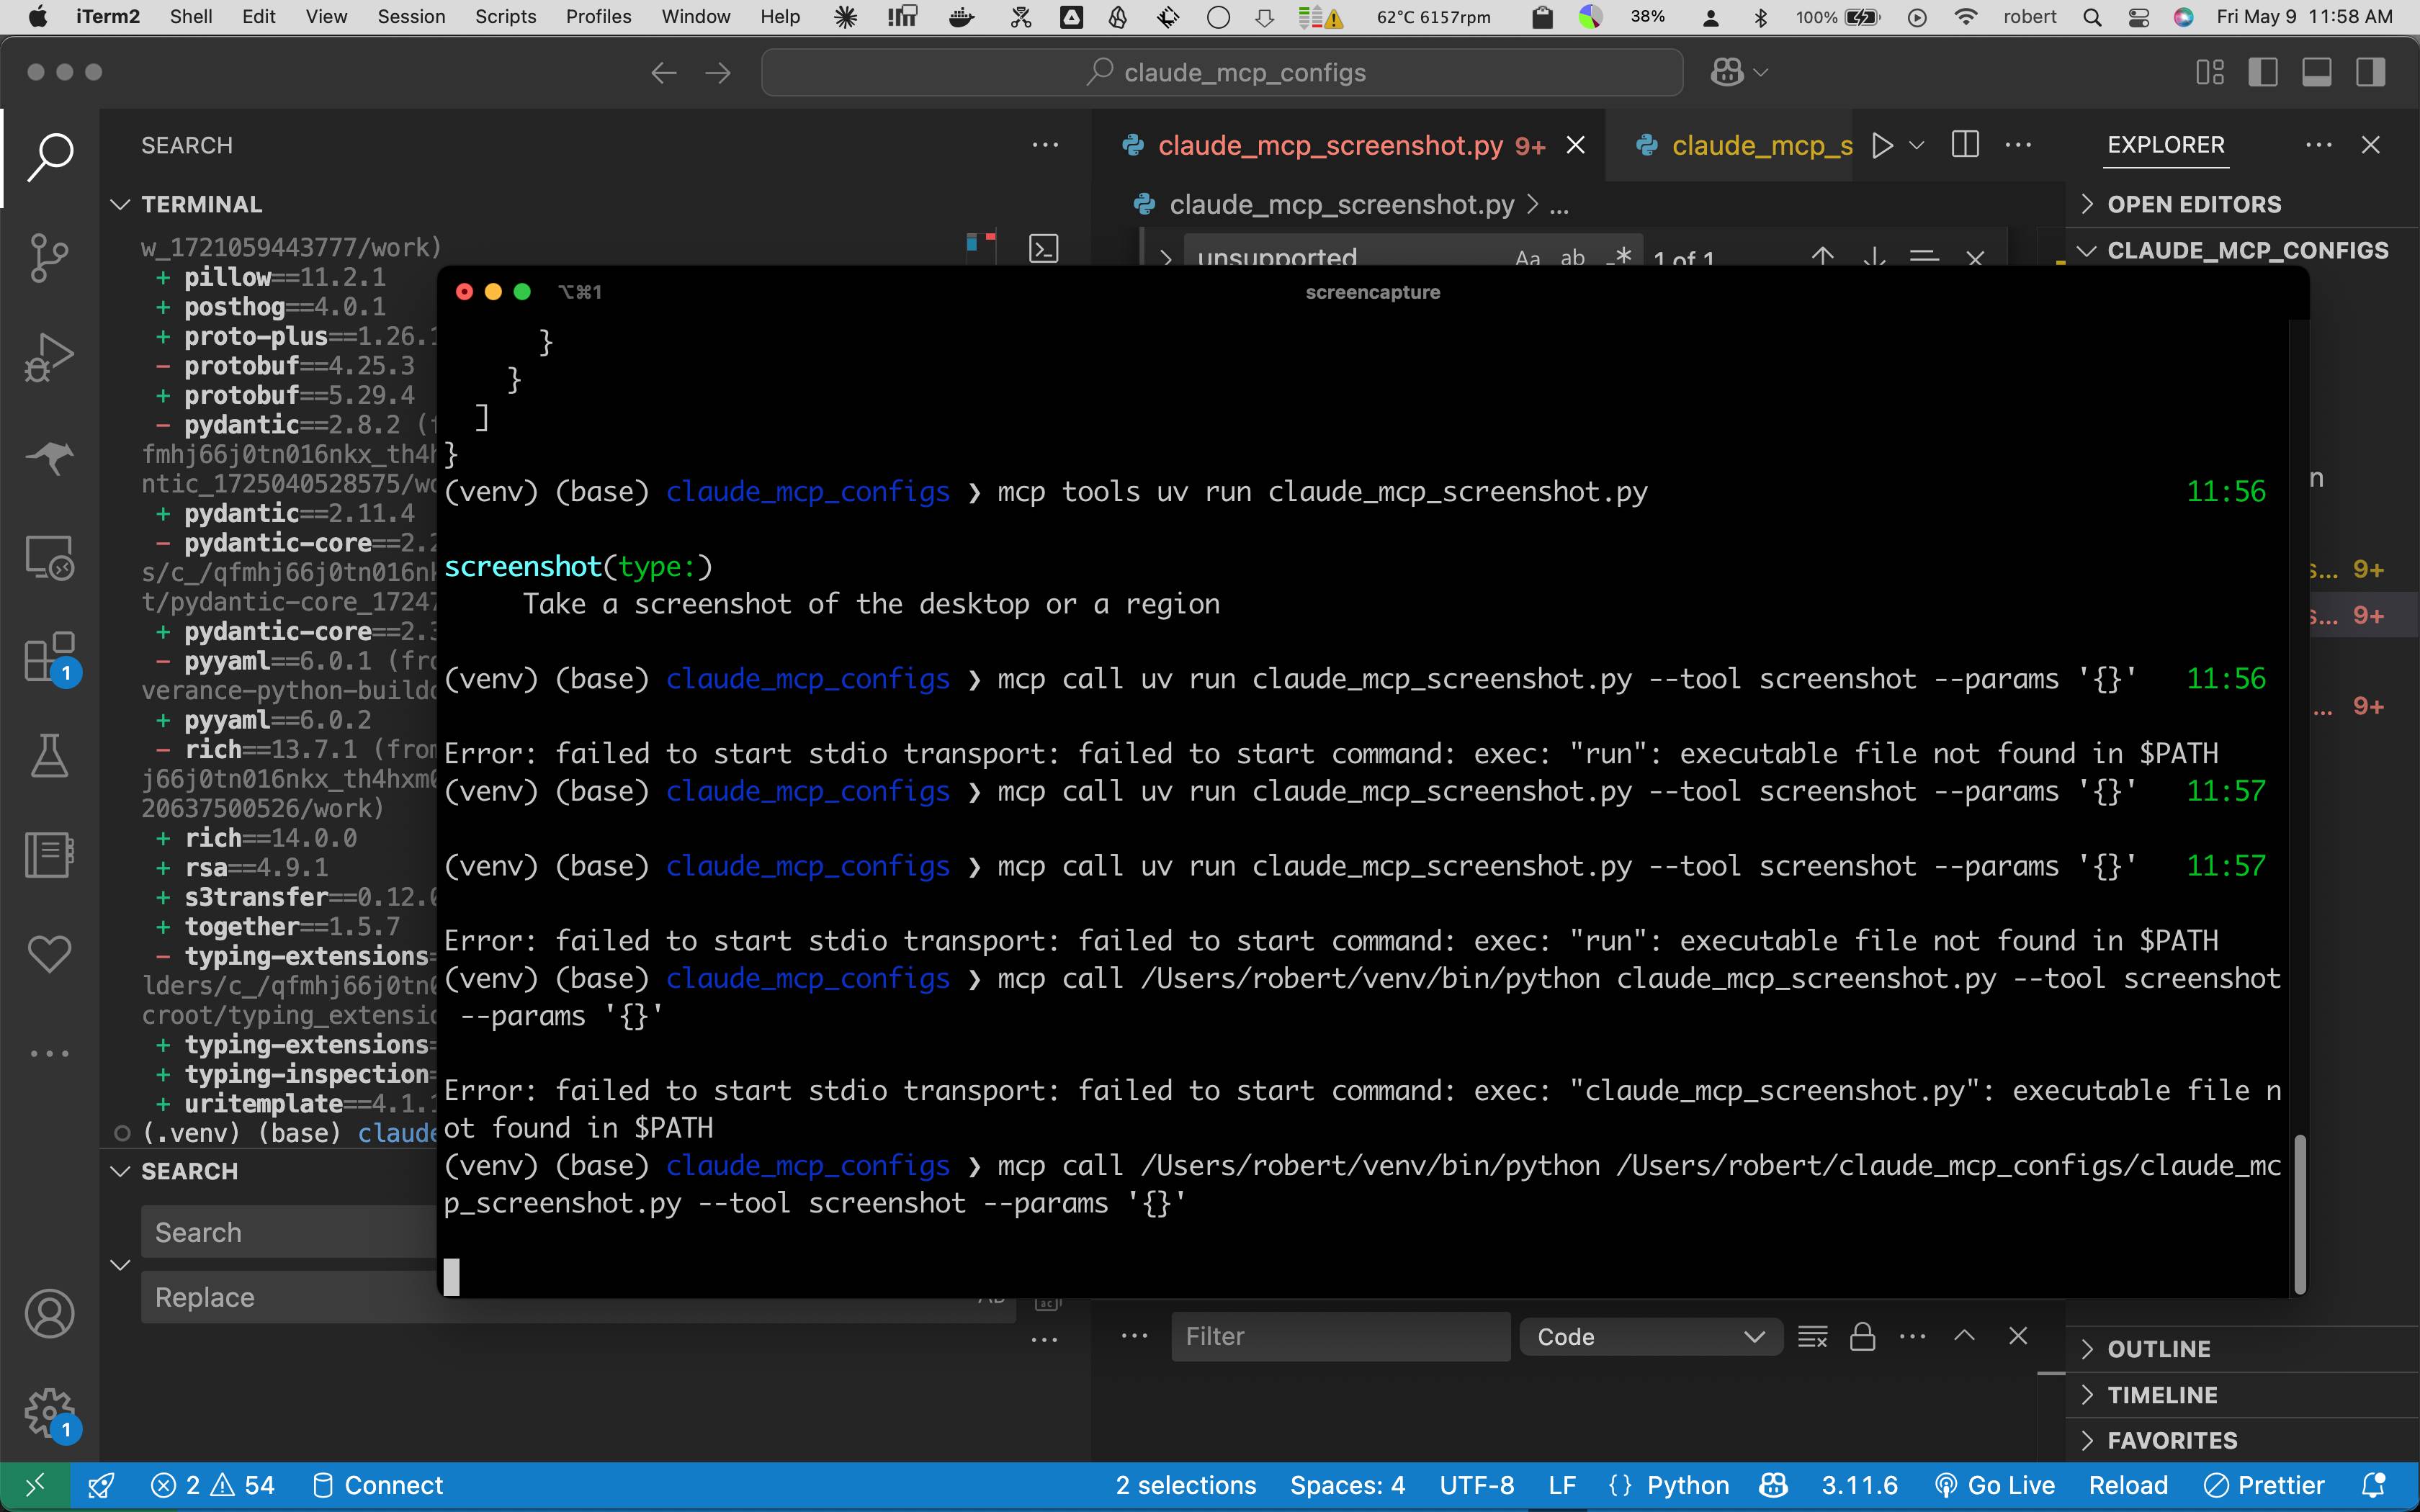 iTerm2 Shell Edit View Session Scripts Profiles Window Help 62°C 6157rpm 38% 100% robert Fri May 9 11:58 AM
claude_mcp_configs
SEARCH
TERMINAL
w_1721059443777/work)
+ pillow==11.2.1
+ posthog==4.0.1
+ proto-plus==1.26.1
- protobuf==4.25.3
+ protobuf==5.29.4
- pydantic==2.8.2 (f
fmhj66j0tn016nkx_th4h
ntic_1725040528575/wo
+ pydantic==2.11.4
- pydantic-core==2.2
s/c_/qfmhj66j0tn016nk
t/pydantic-core_17247
+ pydantic-core==2.3
- pyyaml==6.0.1 (fro
verance-python-buildo
+ pyyaml==6.0.2
- rich==13.7.1 (from
j66j0tn016nkx_th4hxm0
20637500526/work)
+ rich==14.0.0
+ rsa==4.9.1
+ s3transfer==0.12.0
+ together==1.5.7
- typing-extensions=
lders/c_/qfmhj66j0tn0
croot/typing_extensio
+ typing-extensions=
+ typing-inspection=
+ uritemplate==4.1.1
(.venv) (base) claude
SEARCH
Search
Replace
claude_mcp_screenshot.py 9+
claude_mcp_s
claude_mcp_screenshot.py > ...
unsupported Aa ab .* 1 of 1
⌥⌘1 screencapture
}
}
]
}
(venv) (base) claude_mcp_configs ❯ mcp tools uv run claude_mcp_screenshot.py 11:56
screenshot(type:)
Take a screenshot of the desktop or a region
(venv) (base) claude_mcp_configs ❯ mcp call uv run claude_mcp_screenshot.py --tool screenshot --params '{}' 11:56
Error: failed to start stdio transport: failed to start command: exec: "run": executable file not found in $PATH
(venv) (base) claude_mcp_configs ❯ mcp call uv run claude_mcp_screenshot.py --tool screenshot --params '{}' 11:57
(venv) (base) claude_mcp_configs ❯ mcp call uv run claude_mcp_screenshot.py --tool screenshot --params '{}' 11:57
Error: failed to start stdio transport: failed to start command: exec: "run": executable file not found in $PATH
(venv) (base) claude_mcp_configs ❯ mcp call /Users/robert/venv/bin/python claude_mcp_screenshot.py --tool screenshot
--params '{}'
Error: failed to start stdio transport: failed to start command: exec: "claude_mcp_screenshot.py": executable file n
ot found in $PATH
(venv) (base) claude_mcp_configs ❯ mcp call /Users/robert/venv/bin/python /Users/robert/claude_mcp_configs/claude_mc
p_screenshot.py --tool screenshot --params '{}'
Filter
Code
EXPLORER
OPEN EDITORS
CLAUDE_MCP_CONFIGS
n
s... 9+
s... 9+
... 9+
OUTLINE
TIMELINE
FAVORITES
1
1
2 54 Connect 2 selections Spaces: 4 UTF-8 LF {} Python 3.11.6 Go Live Reload Prettier